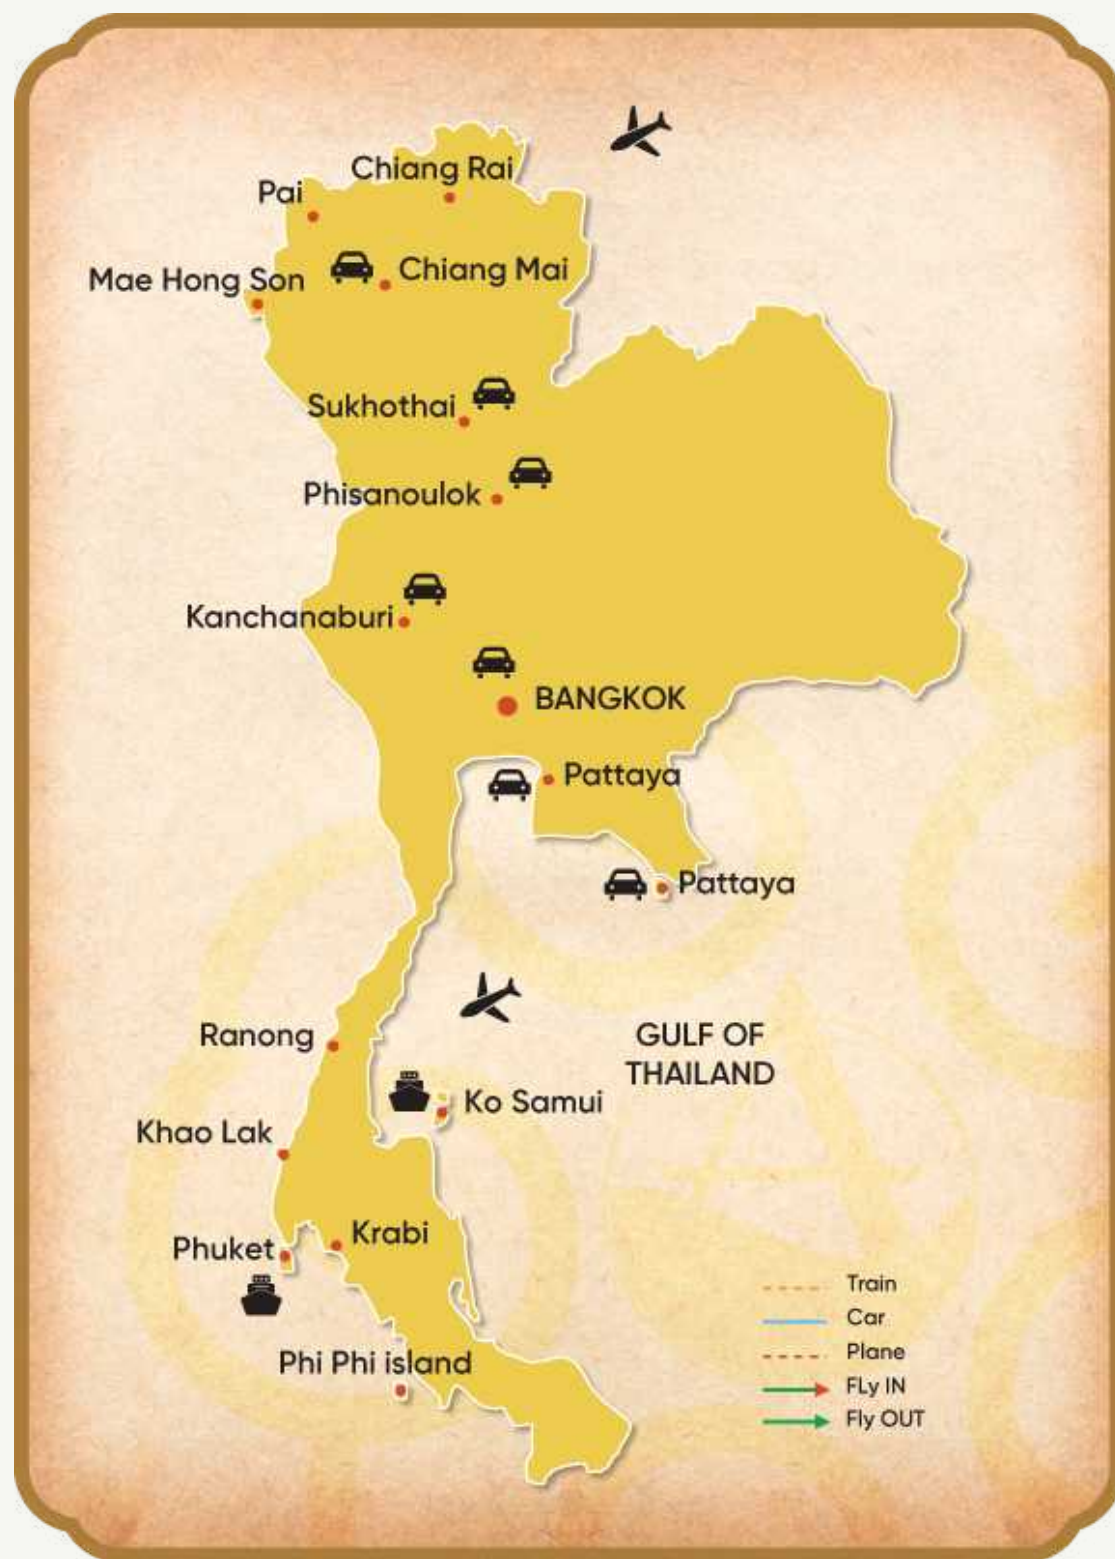 Chiang Rai
Pai
Chiang Mai
Mae Hong Son
Sukhothai
Phisanoulok
Kanchanaburi
BANGKOK
Pattaya
Pattaya
Ranong
GULF OF
THAILAND
Ko Samui
Khao Lak
Krabi
Phuket
Phi Phi island
Train
Car
Plane
FLy IN
Fly OUT